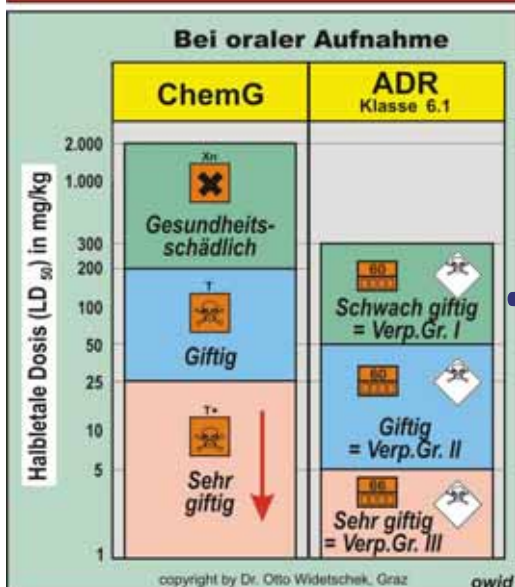 Bei oraler Aufnahme
ChemG
ADR
Klasse 6.1
Halbletale Dosis (LD 50) in mg/kg
2.000
1.000
300
200
100
50
25
10
5
1
Xn
Gesundheits-
schädlich
T
Giftig
T+
Sehr
giftig
60
Schwach giftig
= Verp.Gr. I
60
Giftig
= Verp.Gr. II
66
Sehr giftig
= Verp.Gr. III
copyright by Dr. Otto Widetschek, Graz
owid